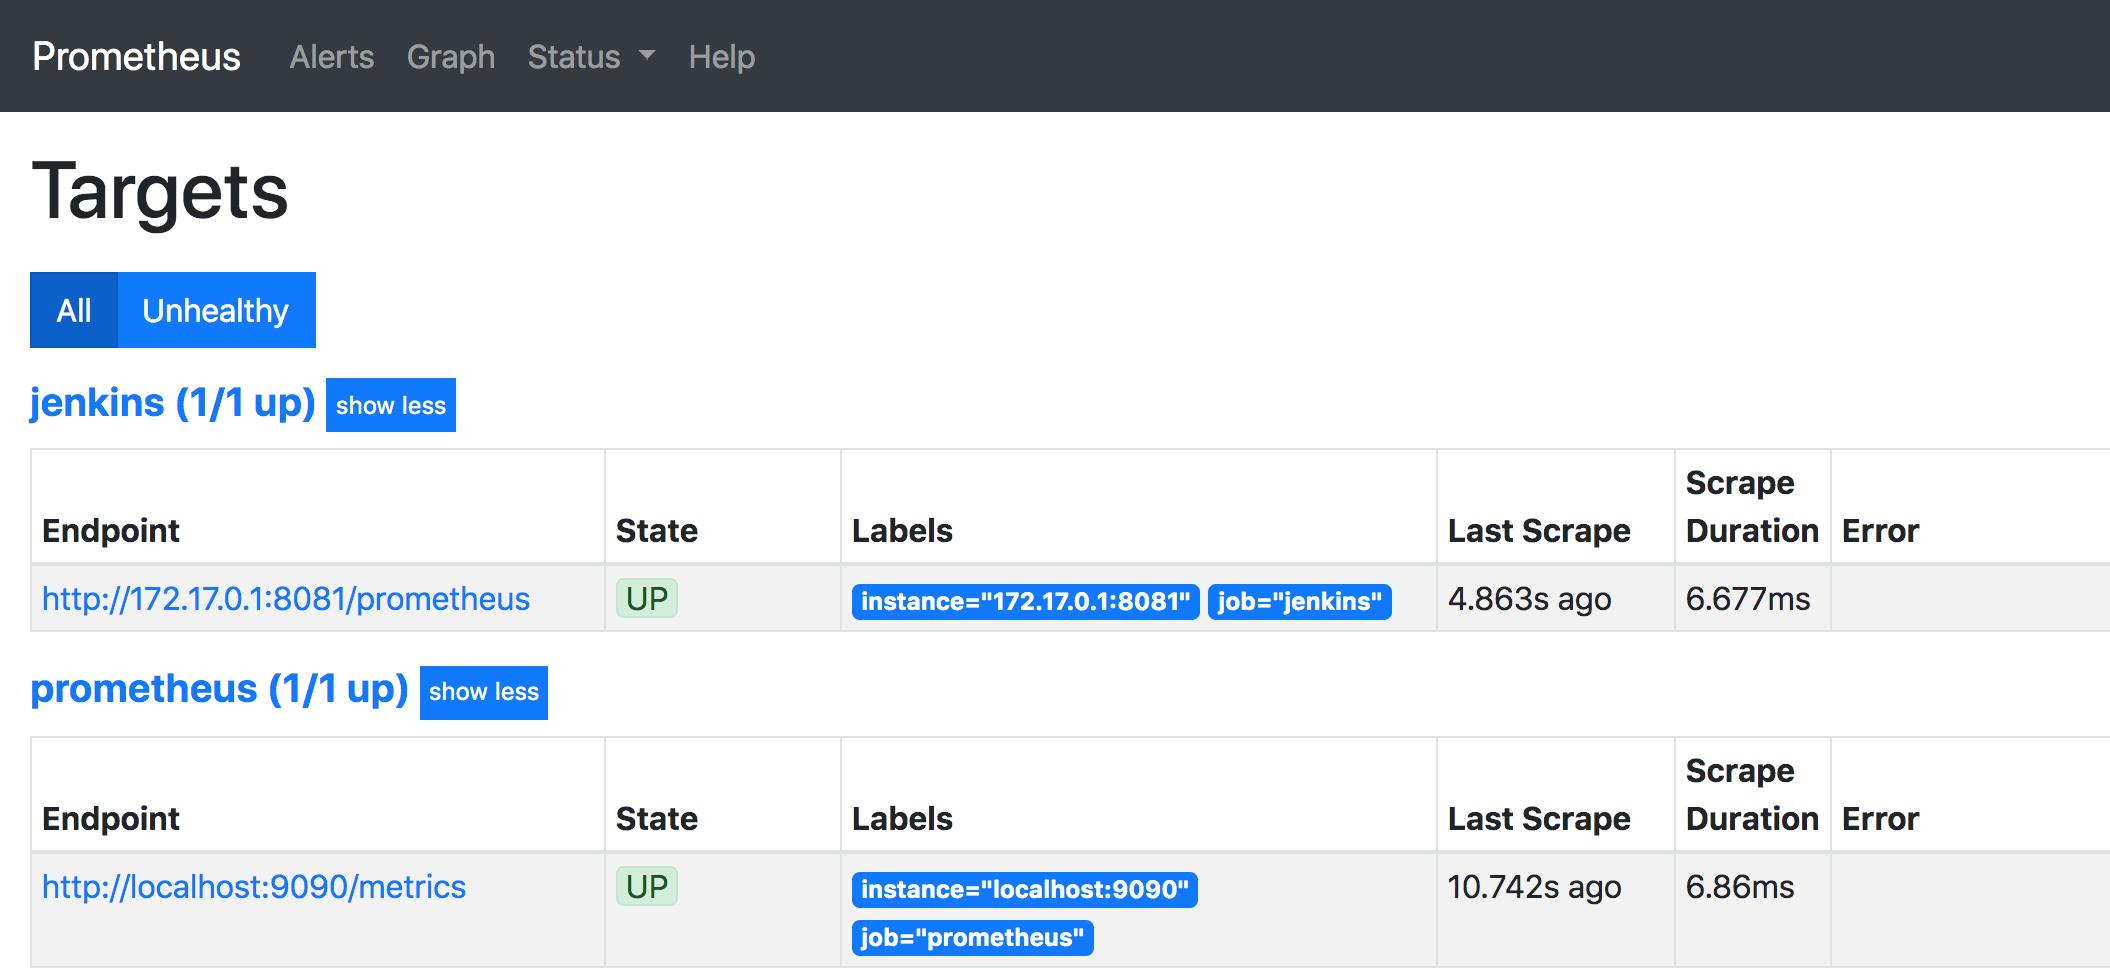 Prometheus Alerts Graph Status Help
Targets
All Unhealthy
jenkins (1/1 up) show less
Endpoint State Labels Last Scrape Scrape Duration Error
http://172.17.0.1:8081/prometheus UP instance="172.17.0.1:8081" job="jenkins" 4.863s ago 6.677ms
prometheus (1/1 up) show less
Endpoint State Labels Last Scrape Scrape Duration Error
http://localhost:9090/metrics UP instance="localhost:9090" 10.742s ago 6.86ms
job="prometheus"